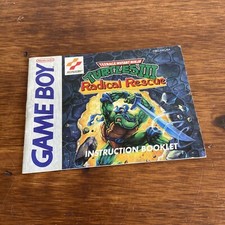 GAME BOY
KONAMI
TEENAGE MUTANT NINJA
TURTLES III
Radical Rescue
INSTRUCTION BOOKLET